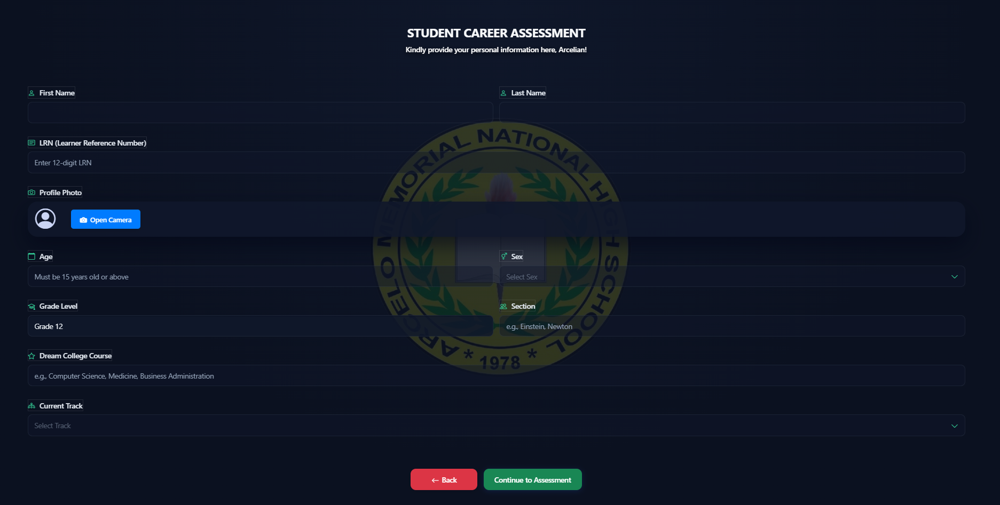 STUDENT CAREER ASSESSMENT
Kindly provide your personal information here, Arcelian!
First Name
Last Name
LRN (Learner Reference Number)
Enter 12-digit LRN
Profile Photo
Open Camera
Age
Sex
Must be 15 years old or above
Select Sex
Grade Level
Section
Grade 12
e.g., Einstein, Newton
Dream College Course
e.g., Computer Science, Medicine, Business Administration
Current Track
Select Track
← Back
Continue to Assessment
ARCELO MEMORIAL NATIONAL HIGH SCHOOL
* 1978 *